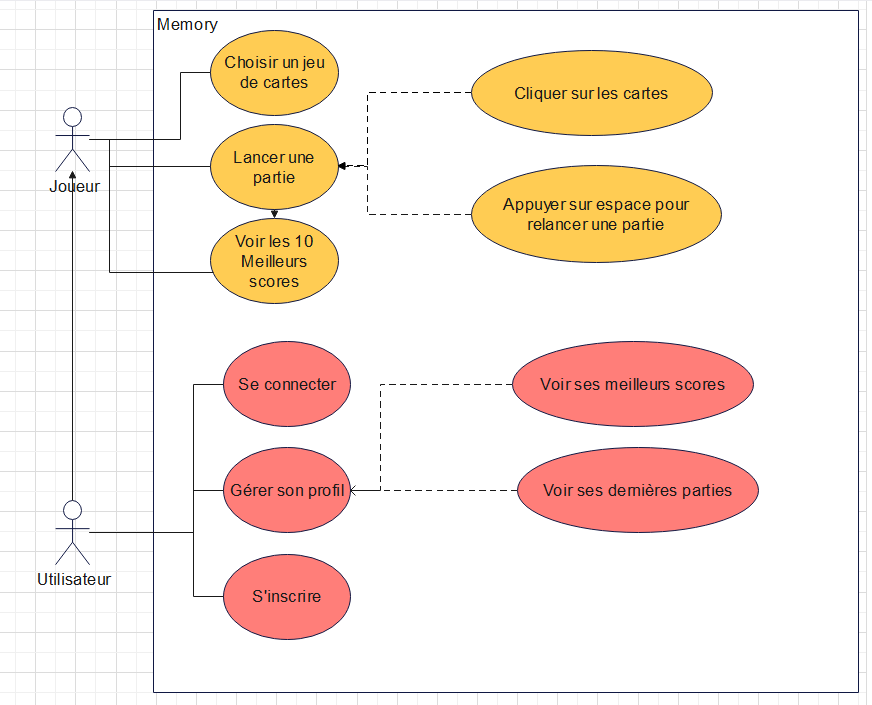 Memory
Choisir un jeu
de cartes
Cliquer sur les cartes
Joueur
Lancer une
partie
Appuyer sur espace pour
relancer une partie
Voir les 10
Meilleurs
scores
Se connecter
Voir ses meilleurs scores
Gérer son profil
Voir ses dernières parties
Utilisateur
S'inscrire